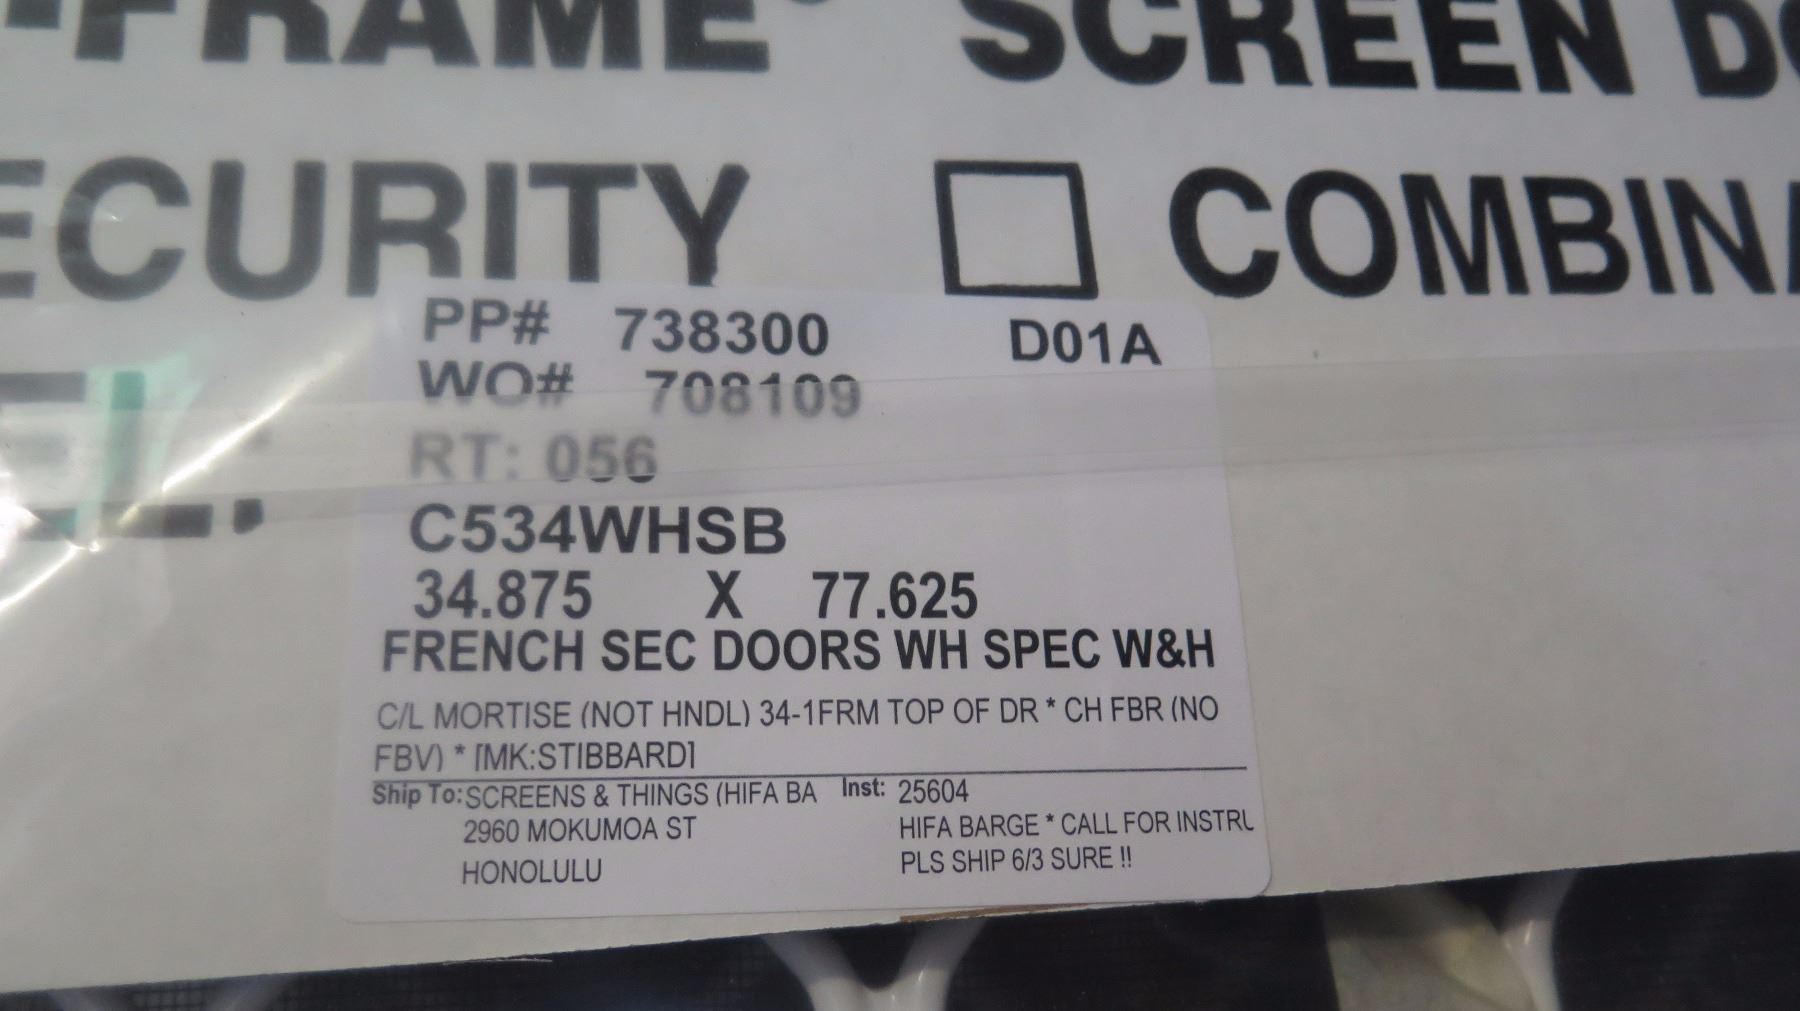 -FRAME® SCREEN DO
ECURITY □ COMBINA
PP# 738300 D01A
WO# 708109
RT: 056
EL:
C534WHSB
34.875 X 77.625
FRENCH SEC DOORS WH SPEC W&H
C/L MORTISE (NOT HNDL) 34-1FRM TOP OF DR * CH FBR (NO
FBV) * [MK:STIBBARD]
Ship To: SCREENS & THINGS (HIFA BA Inst: 25604
2960 MOKUMOA ST HIFA BARGE * CALL FOR INSTRU
HONOLULU PLS SHIP 6/3 SURE !!